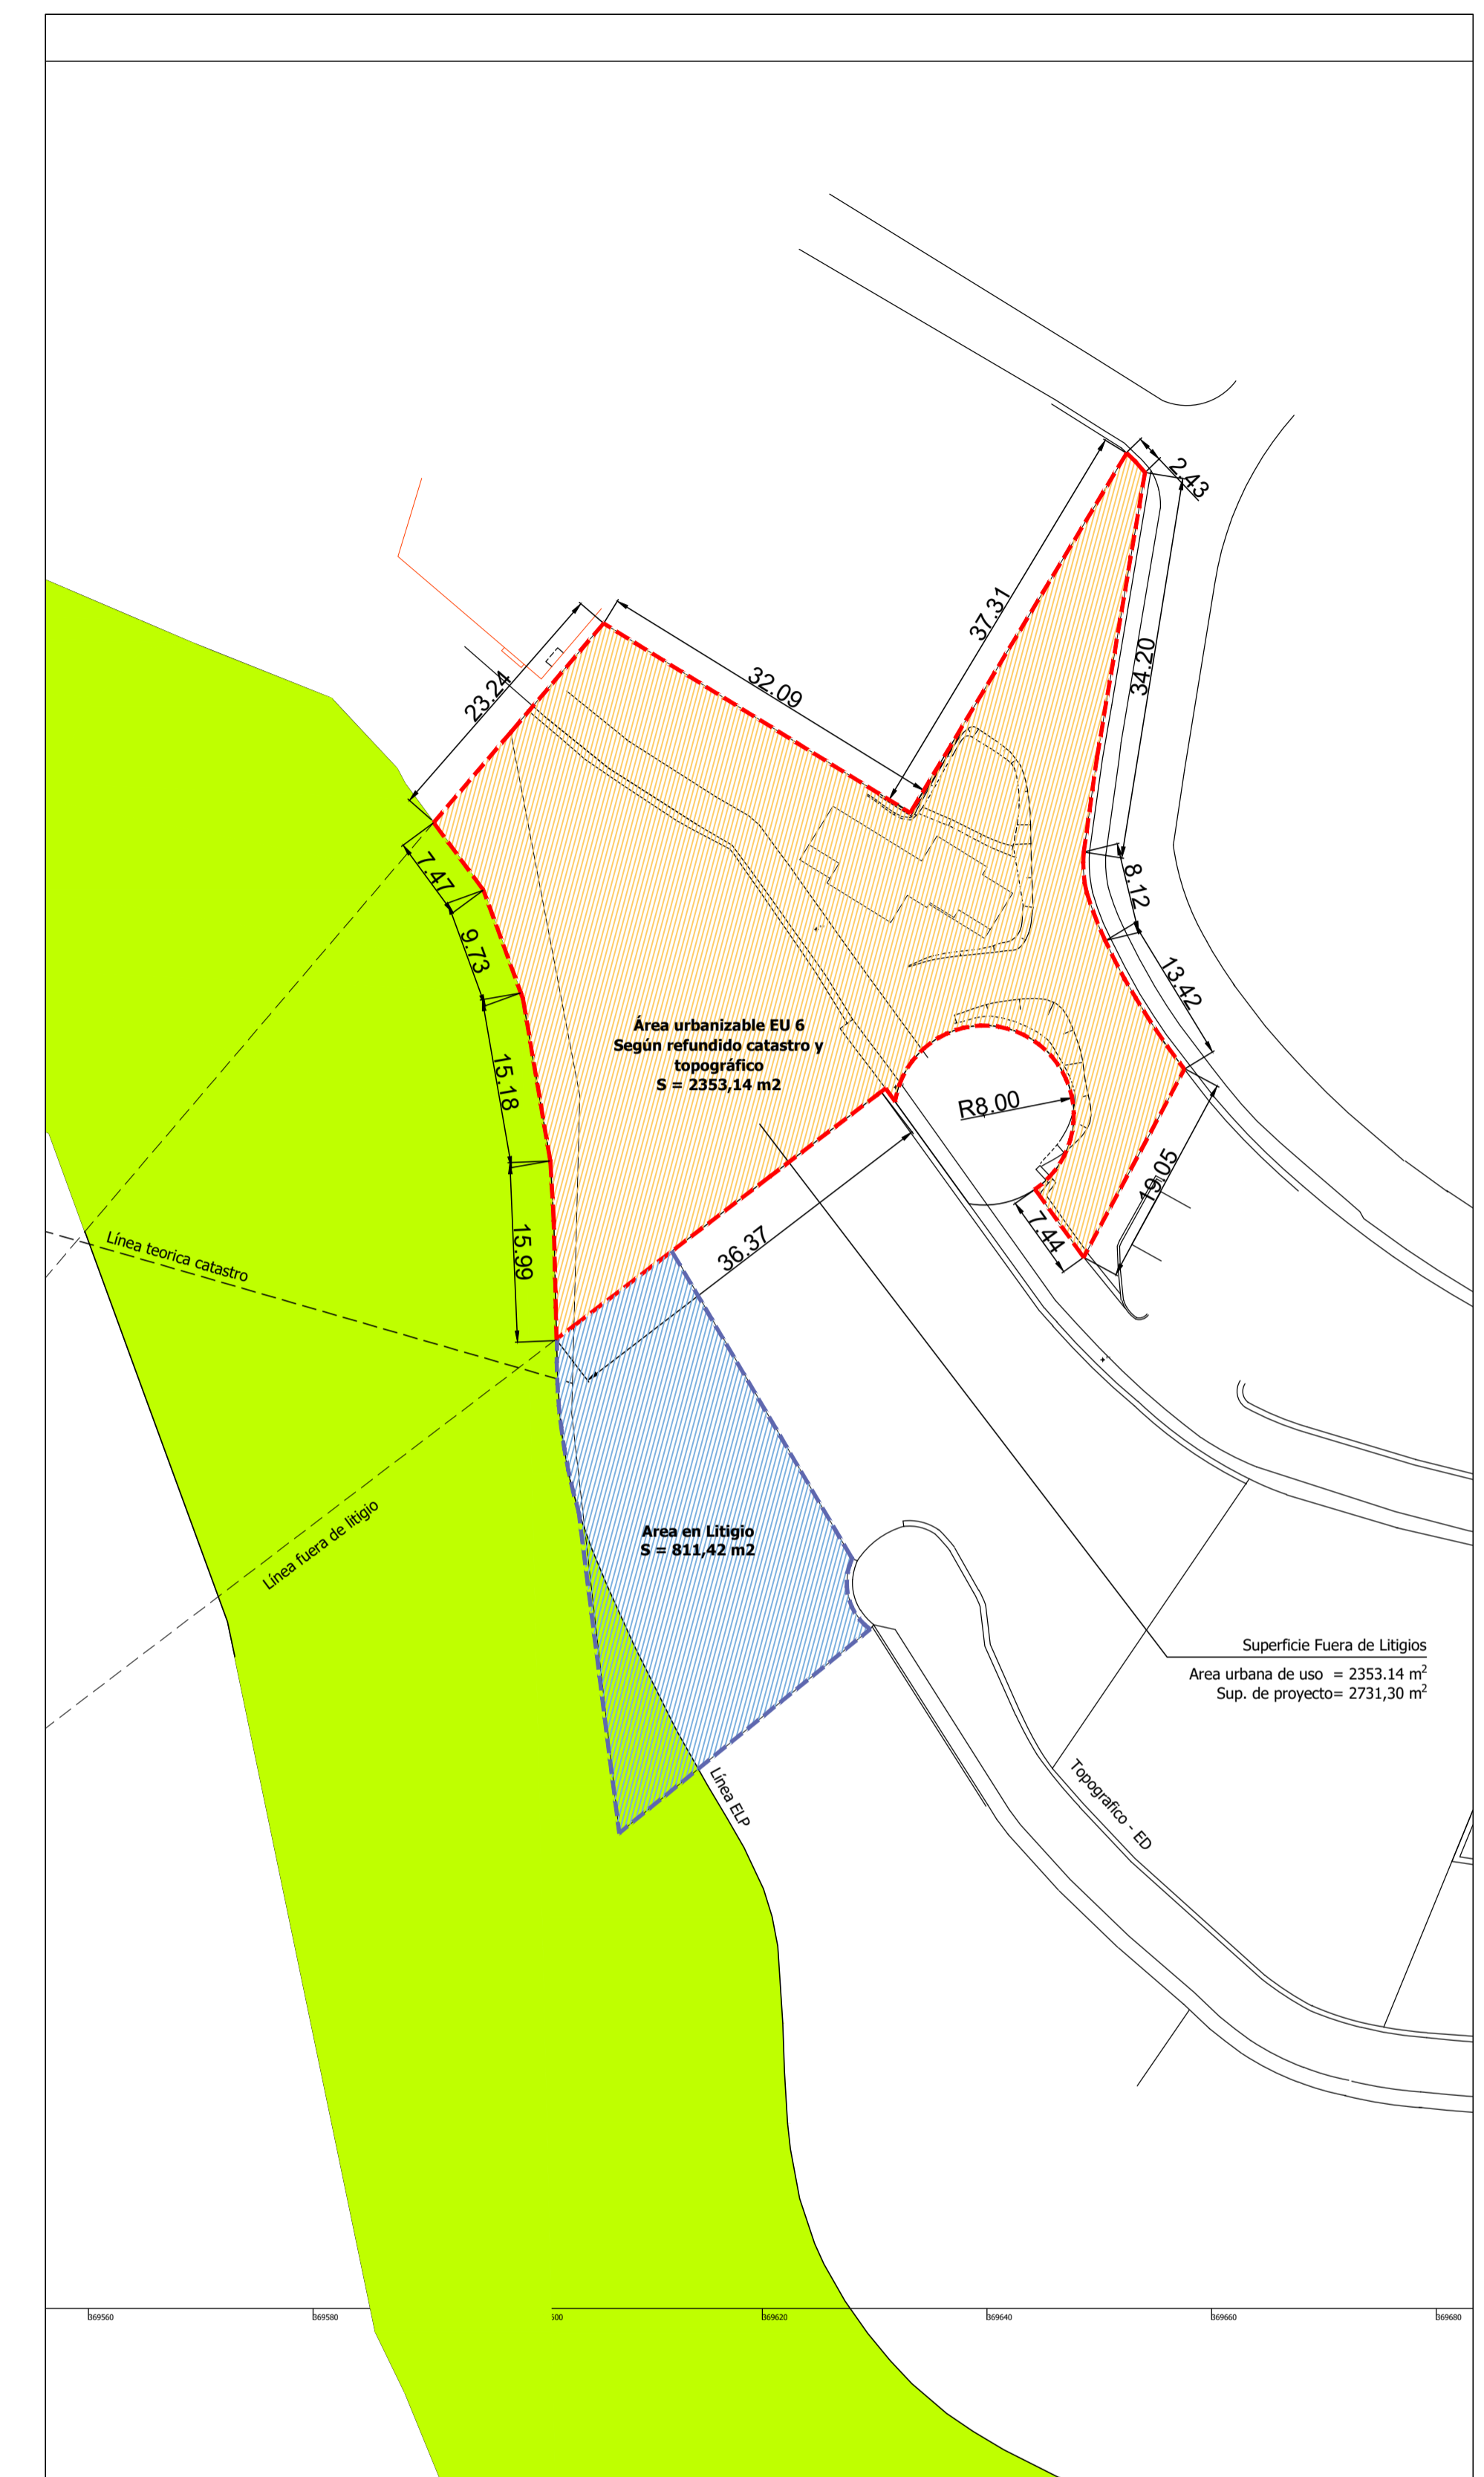 2.43
37.31
34.20
23.24
32.09
7.47
8.12
9.73
13.42
Área urbanizable EU 6
Según refundido catastro y
topográfico
S = 2353,14 m2
15.18
R8.00
19.05
7.44
36.37
15.99
Línea teorica catastro
Línea fuera de litigio
Area en Litigio
S = 811,42 m2
Superficie Fuera de Litigios
Area urbana de uso = 2353.14 m²
Sup. de proyecto= 2731,30 m²
Línea ELP
Topografico - ED
369560
369580
600
369620
369640
369660
369680